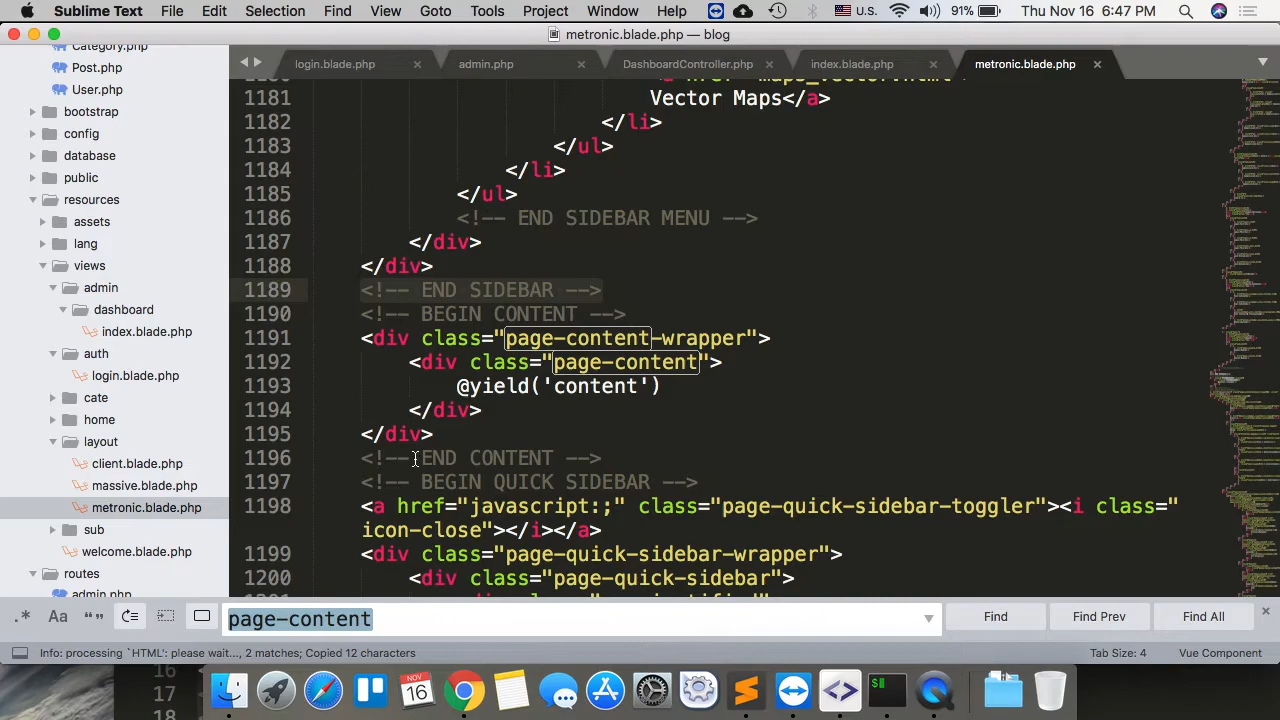 Sublime Text File Edit Selection Find View Goto Tools Project Window Help U.S. 91% Thu Nov 16 6:47 PM
metronic.blade.php — blog
login.blade.php × admin.php × DashboardController.php × index.blade.php × metronic.blade.php ×
Category.php
Post.php
User.php
bootstrap
config
database
public
resources
assets
lang
views
admin
dashboard
index.blade.php
auth
login.blade.php
cate
home
layout
client.blade.php
massive.blade.php
metronic.blade.php
sub
welcome.blade.php
routes
admin.php
1181 Vector Maps</a>
1182 </li>
1183 </ul>
1184 </li>
1185 </ul>
1186 <!-- END SIDEBAR MENU -->
1187 </div>
1188 </div>
1189 <!-- END SIDEBAR -->
1190 <!-- BEGIN CONTENT -->
1191 <div class="page-content-wrapper">
1192 <div class="page-content">
1193 @yield('content')
1194 </div>
1195 </div>
1196 <!-- END CONTENT -->
1197 <!-- BEGIN QUICK SIDEBAR -->
1198 <a href="javascript:;" class="page-quick-sidebar-toggler"><i class="
icon-close"></i></a>
1199 <div class="page-quick-sidebar-wrapper">
1200 <div class="page-quick-sidebar">
.* Aa “” page-content Find Find Prev Find All ×
Info: processing `HTML`: please wait..., 2 matches; Copied 12 characters Tab Size: 4 Vue Component
16
17
18
NOV
16